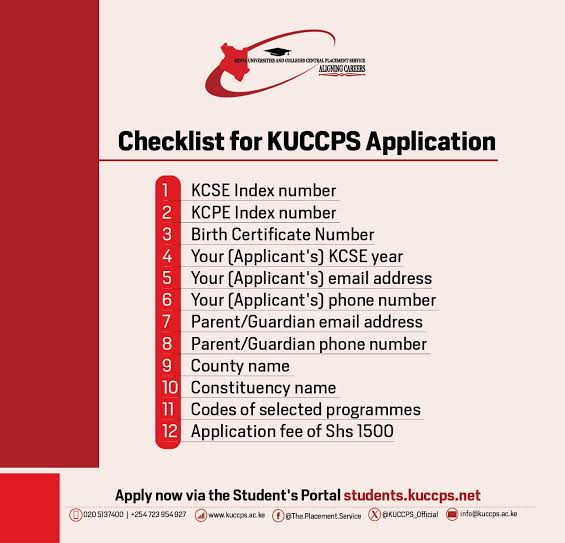 KENYA UNIVERSITIES AND COLLEGES CENTRAL PLACEMENT SERVICE
ALIGNING CAREERS
Checklist for KUCCPS Application
1 KCSE Index number
2 KCPE Index number
3 Birth Certificate Number
4 Your (Applicant's) KCSE year
5 Your (Applicant's) email address
6 Your (Applicant's) phone number
7 Parent/Guardian email address
8 Parent/Guardian phone number
9 County name
10 Constituency name
11 Codes of selected programmes
12 Application fee of Shs 1500
Apply now via the Student's Portal students.kuccps.net
020 5137400 | +254 723 954 927 www.kuccps.ac.ke @The.Placement.Service @KUCCPS_Official info@kuccps.ac.ke